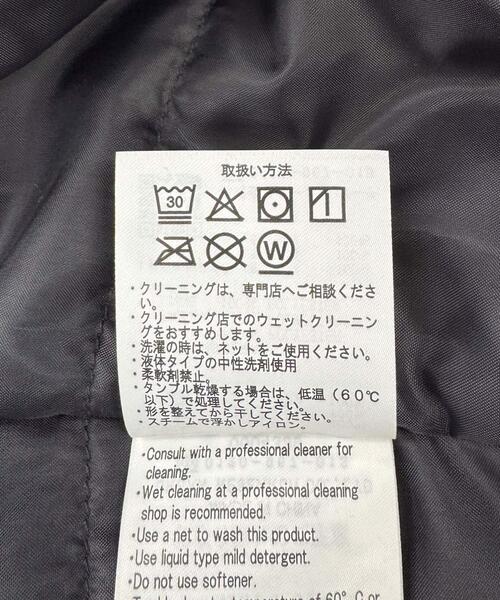 取扱い方法
30
W
・クリーニングは、専門店へご相談くださ
い。
・クリーニング店でのウェットクリーニン
グをおすすめします。
・洗濯の時は、ネットをご使用ください。
・液体タイプの中性洗剤使用
・柔軟剤禁止。
・タンブル乾燥する場合は、低温(60℃
以下)で処理してください。
・形を整えてから干してください。
・スチームで浮かしアイロン。
・Consult with a professional cleaner for
cleaning.
・Wet cleaning at a professional cleaning
shop is recommended.
・Use a net to wash this product.
・Use liquid type mild detergent.
・Do not use softener.
temperature of 60° C or